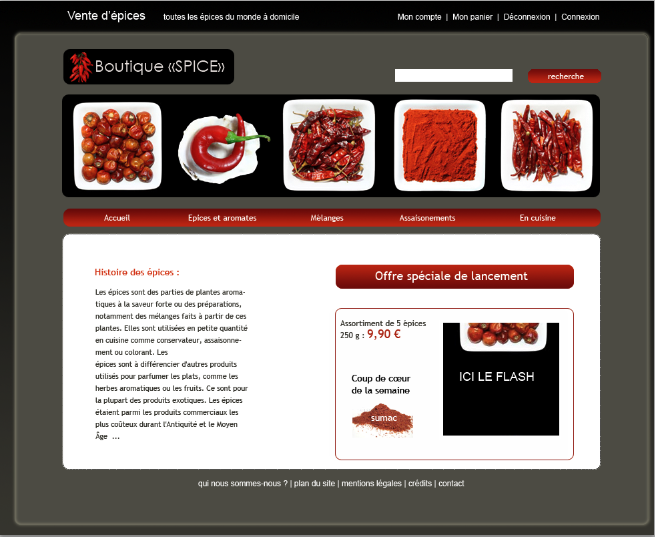 Vente d'épices toutes les épices du monde à domicile Mon compte | Mon panier | Déconnexion | Connexion
Boutique «SPICE»
recherche
Accueil Epices et aromates Mélanges Assaisonements En cuisine
Histoire des épices :
Les épices sont des parties de plantes aroma-
tiques à la saveur forte ou des préparations,
notamment des mélanges faits à partir de ces
plantes. Elles sont utilisées en petite quantité
en cuisine comme conservateur, assaisonne-
ment ou colorant. Les
épices sont à différencier d'autres produits
utilisés pour parfumer les plats, comme les
herbes aromatiques ou les fruits. Ce sont pour
la plupart des produits exotiques. Les épices
étaient parmi les produits commerciaux les
plus coûteux durant l'Antiquité et le Moyen
Âge ...
Offre spéciale de lancement
Assortiment de 5 épices
250 g : 9,90 €
Coup de cœur
de la semaine
sumac
ICI LE FLASH
qui nous sommes-nous ? | plan du site | mentions légales | crédits | contact